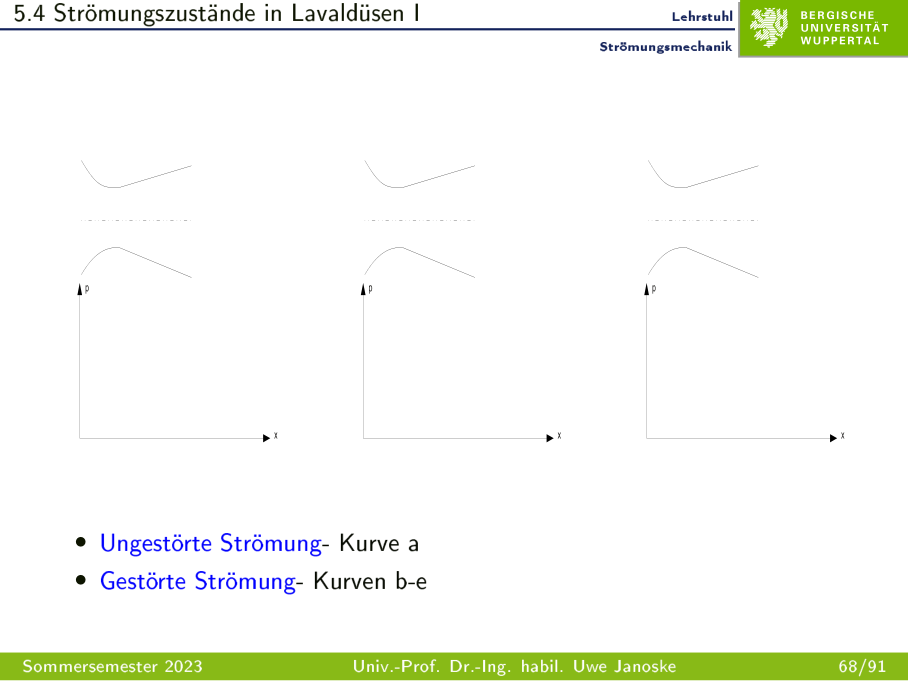 5.4 Strömungszustände in Lavaldüsen I
Lehrstuhl
Strömungsmechanik
BERGISCHE
UNIVERSITÄT
WUPPERTAL
p
p
p
x
x
x
• Ungestörte Strömung- Kurve a
• Gestörte Strömung- Kurven b-e
Sommersemester 2023
Univ.-Prof. Dr.-Ing. habil. Uwe Janoske
68/91